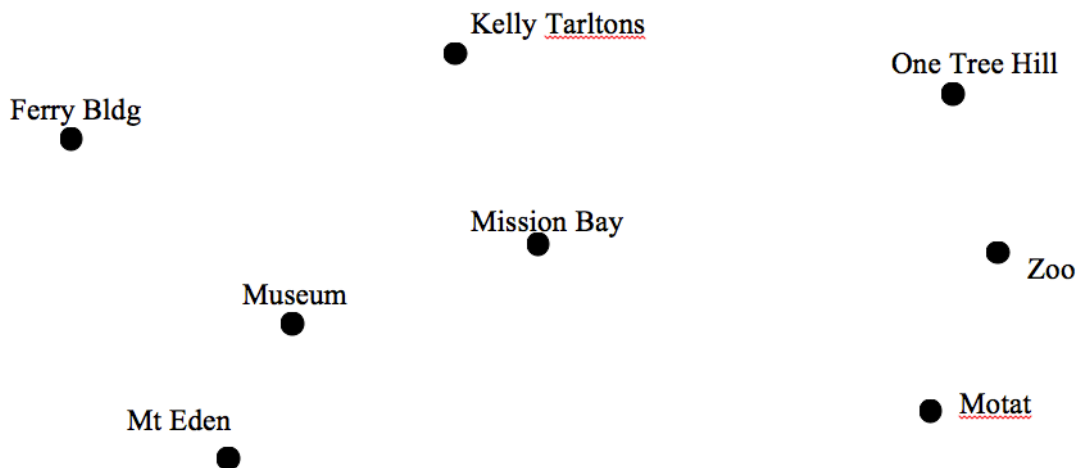 Kelly Tarltons
One Tree Hill
Ferry Bldg
Mission Bay
Zoo
Museum
Motat
Mt Eden